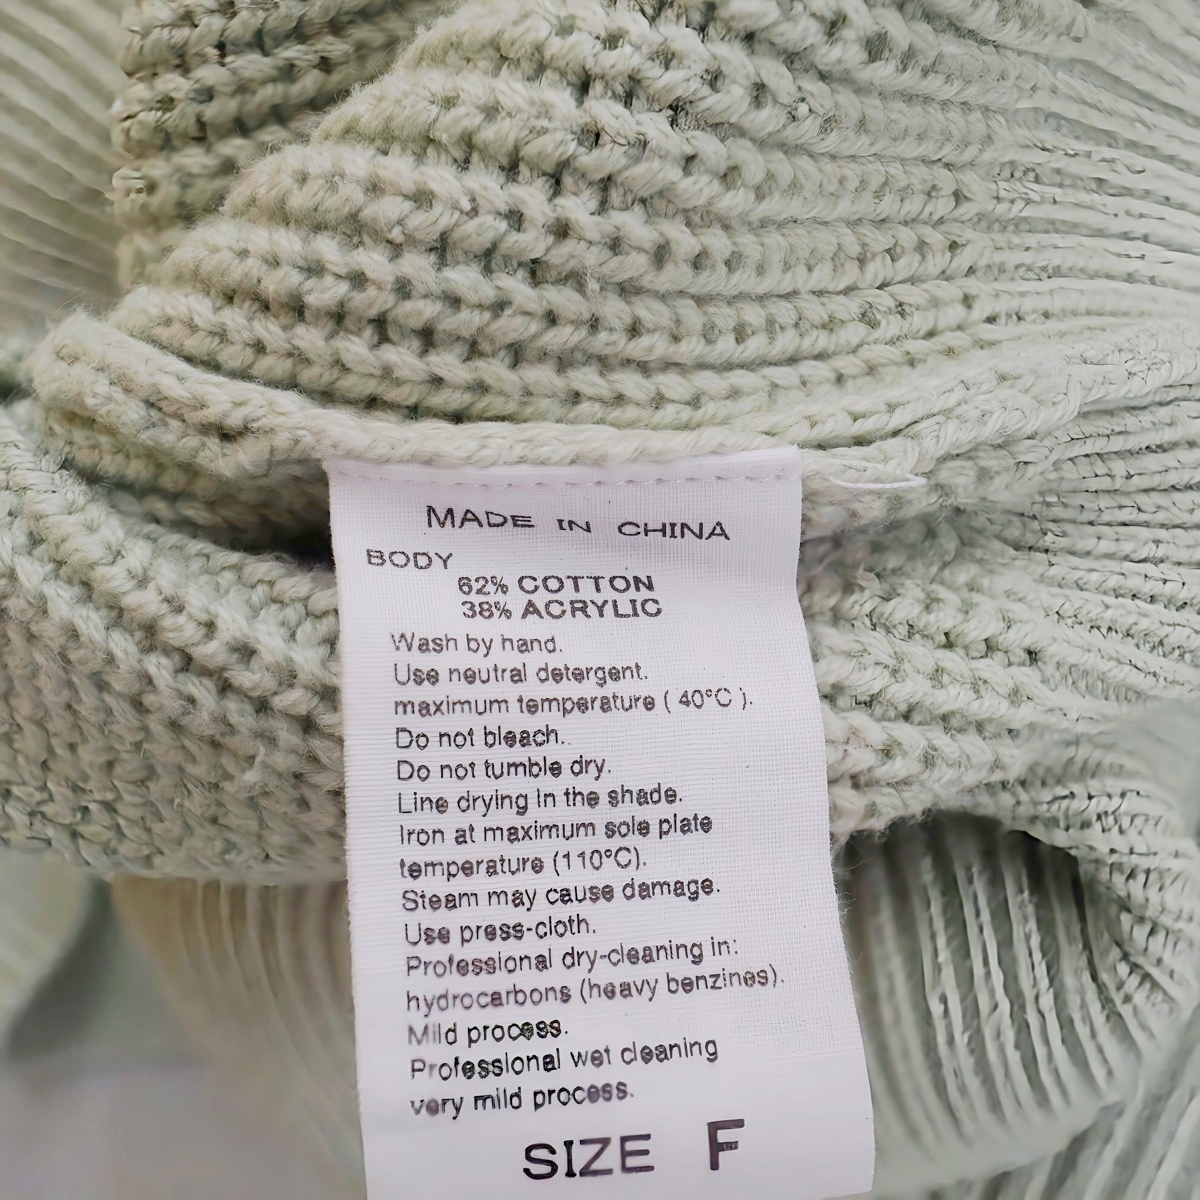 MADE IN CHINA
BODY
62% COTTON
38% ACRYLIC
Wash by hand.
Use neutral detergent.
maximum temperature ( 40°C ).
Do not bleach.
Do not tumble dry.
Line drying in the shade.
Iron at maximum sole plate
temperature (110°C).
Steam may cause damage.
Use press-cloth.
Professional dry-cleaning in:
hydrocarbons (heavy benzines).
Mild process.
Professional wet cleaning
very mild process.
SIZE F